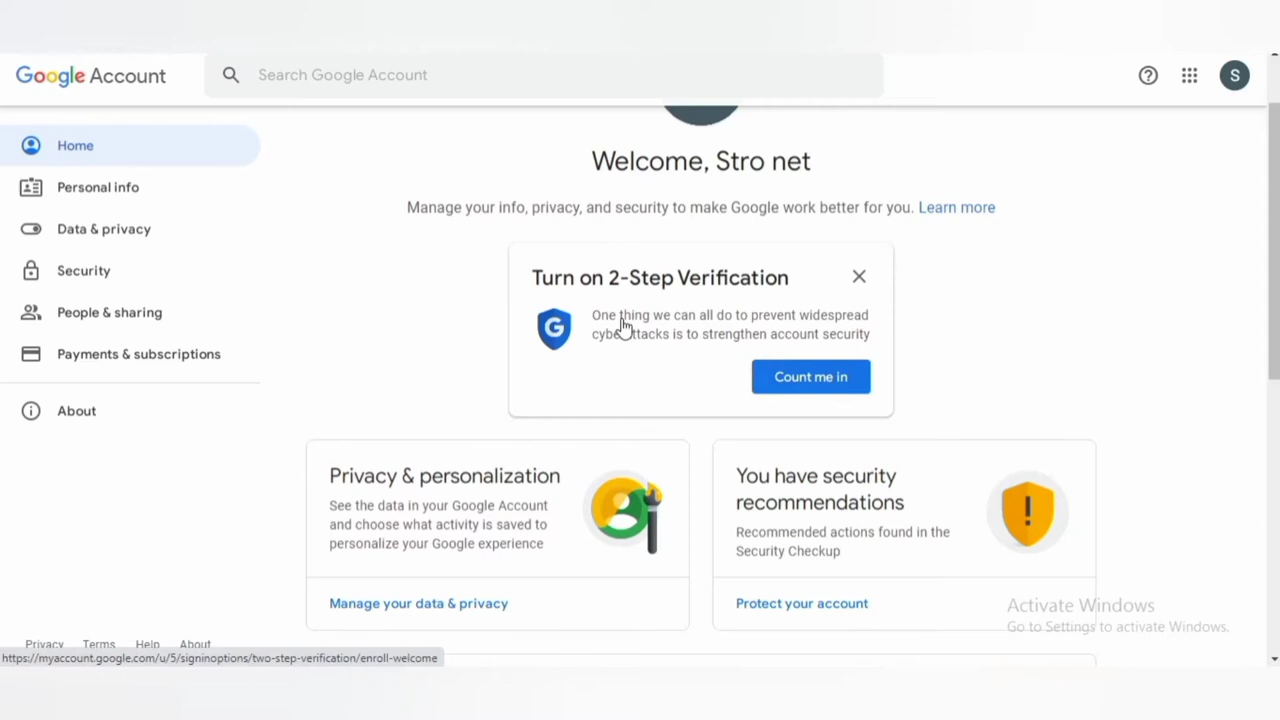 Google Account
Search Google Account
S
Home
Personal info
Data & privacy
Security
People & sharing
Payments & subscriptions
About
Welcome, Stro net
Manage your info, privacy, and security to make Google work better for you. Learn more
Turn on 2-Step Verification
G
One thing we can all do to prevent widespread
cyberattacks is to strengthen account security
Count me in
Privacy & personalization
See the data in your Google Account
and choose what activity is saved to
personalize your Google experience
Manage your data & privacy
You have security
recommendations
Recommended actions found in the
Security Checkup
Protect your account
Activate Windows
Go to Settings to activate Windows.
Privacy Terms Help About
https://myaccount.google.com/u/5/signinoptions/two-step-verification/enroll-welcome